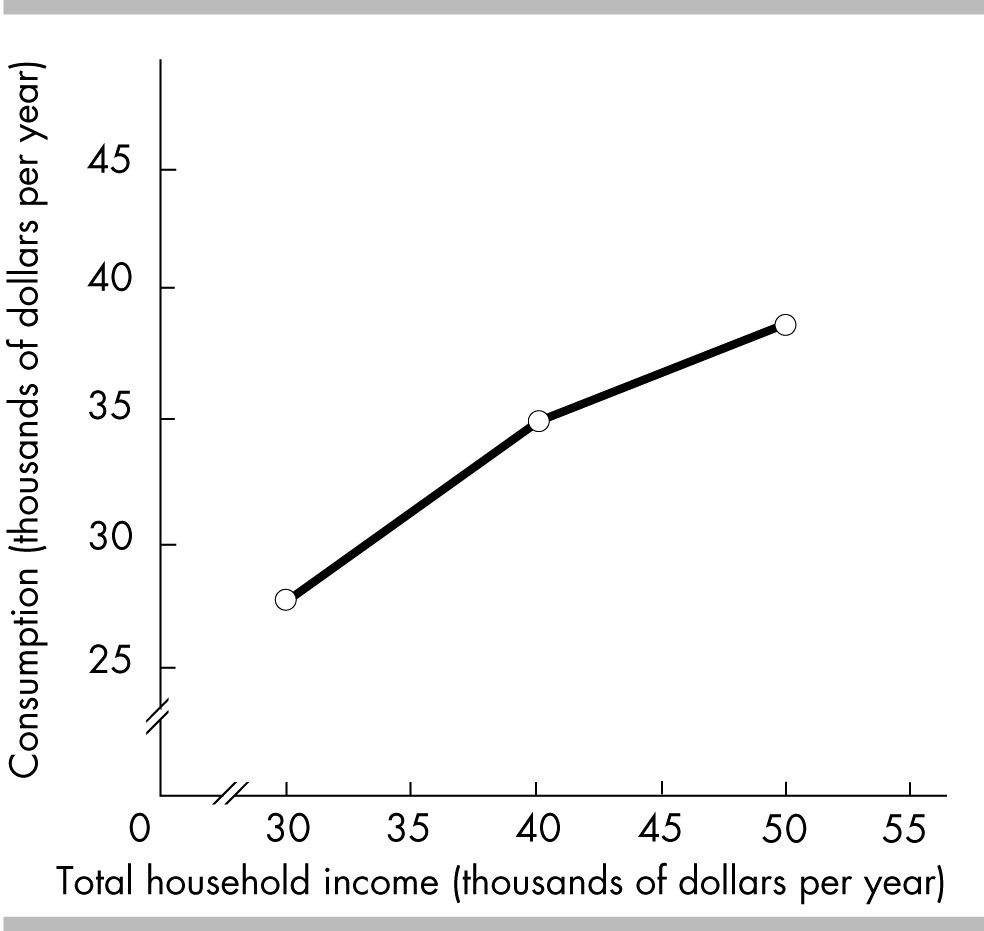 Consumption (thousands of dollars per year)
45
40
35
30
25
0 30 35 40 45 50 55
Total household income (thousands of dollars per year)